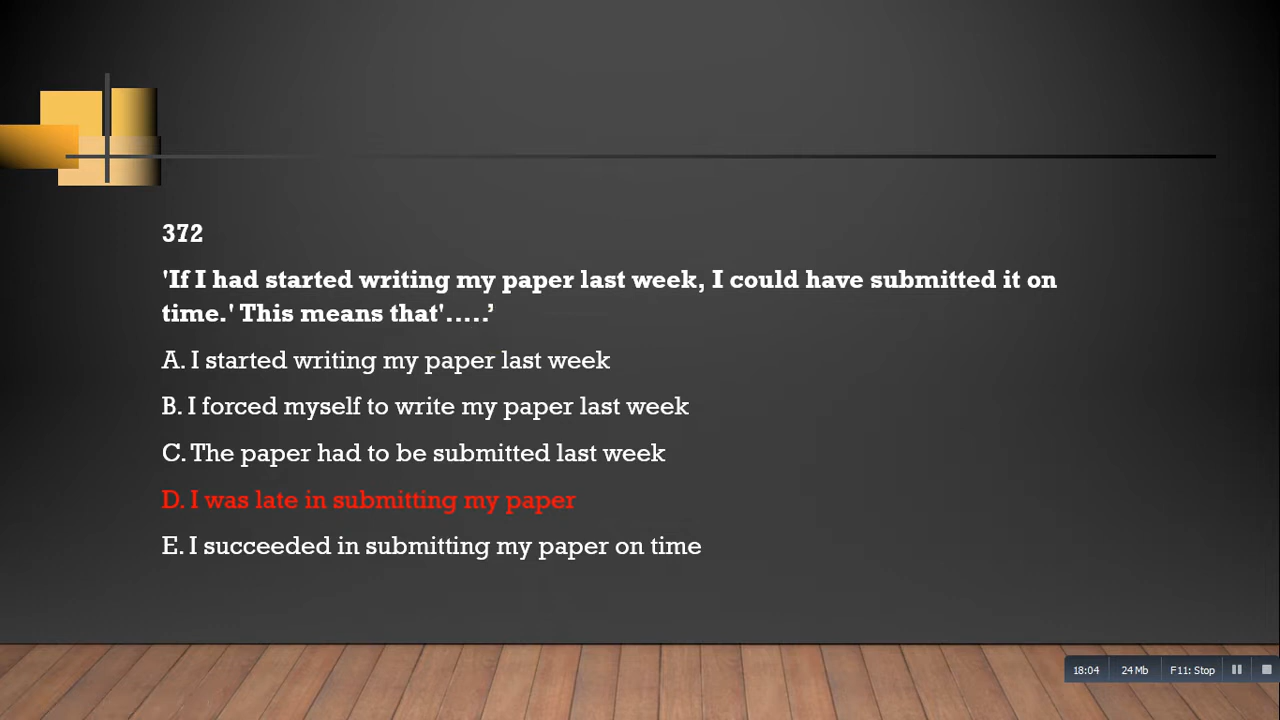 372
'If I had started writing my paper last week, I could have submitted it on
time.' This means that'.....’
A. I started writing my paper last week
B. I forced myself to write my paper last week
C. The paper had to be submitted last week
D. I was late in submitting my paper
E. I succeeded in submitting my paper on time
18:04 24 Mb F11: Stop